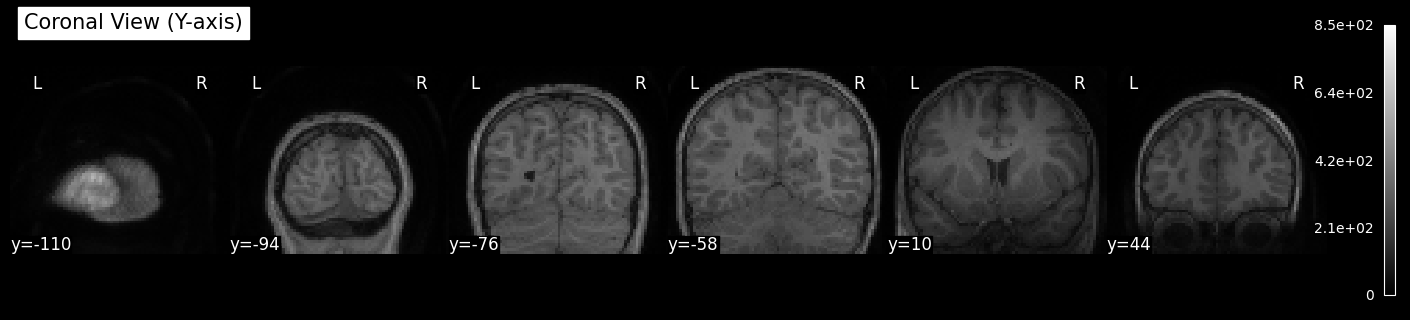 Coronal View (Y-axis)
8.5e+02
L R L R L R L R L R L R
6.4e+02
4.2e+02
2.1e+02
y=-110 y=-94 y=-76 y=-58 y=10 y=44
0